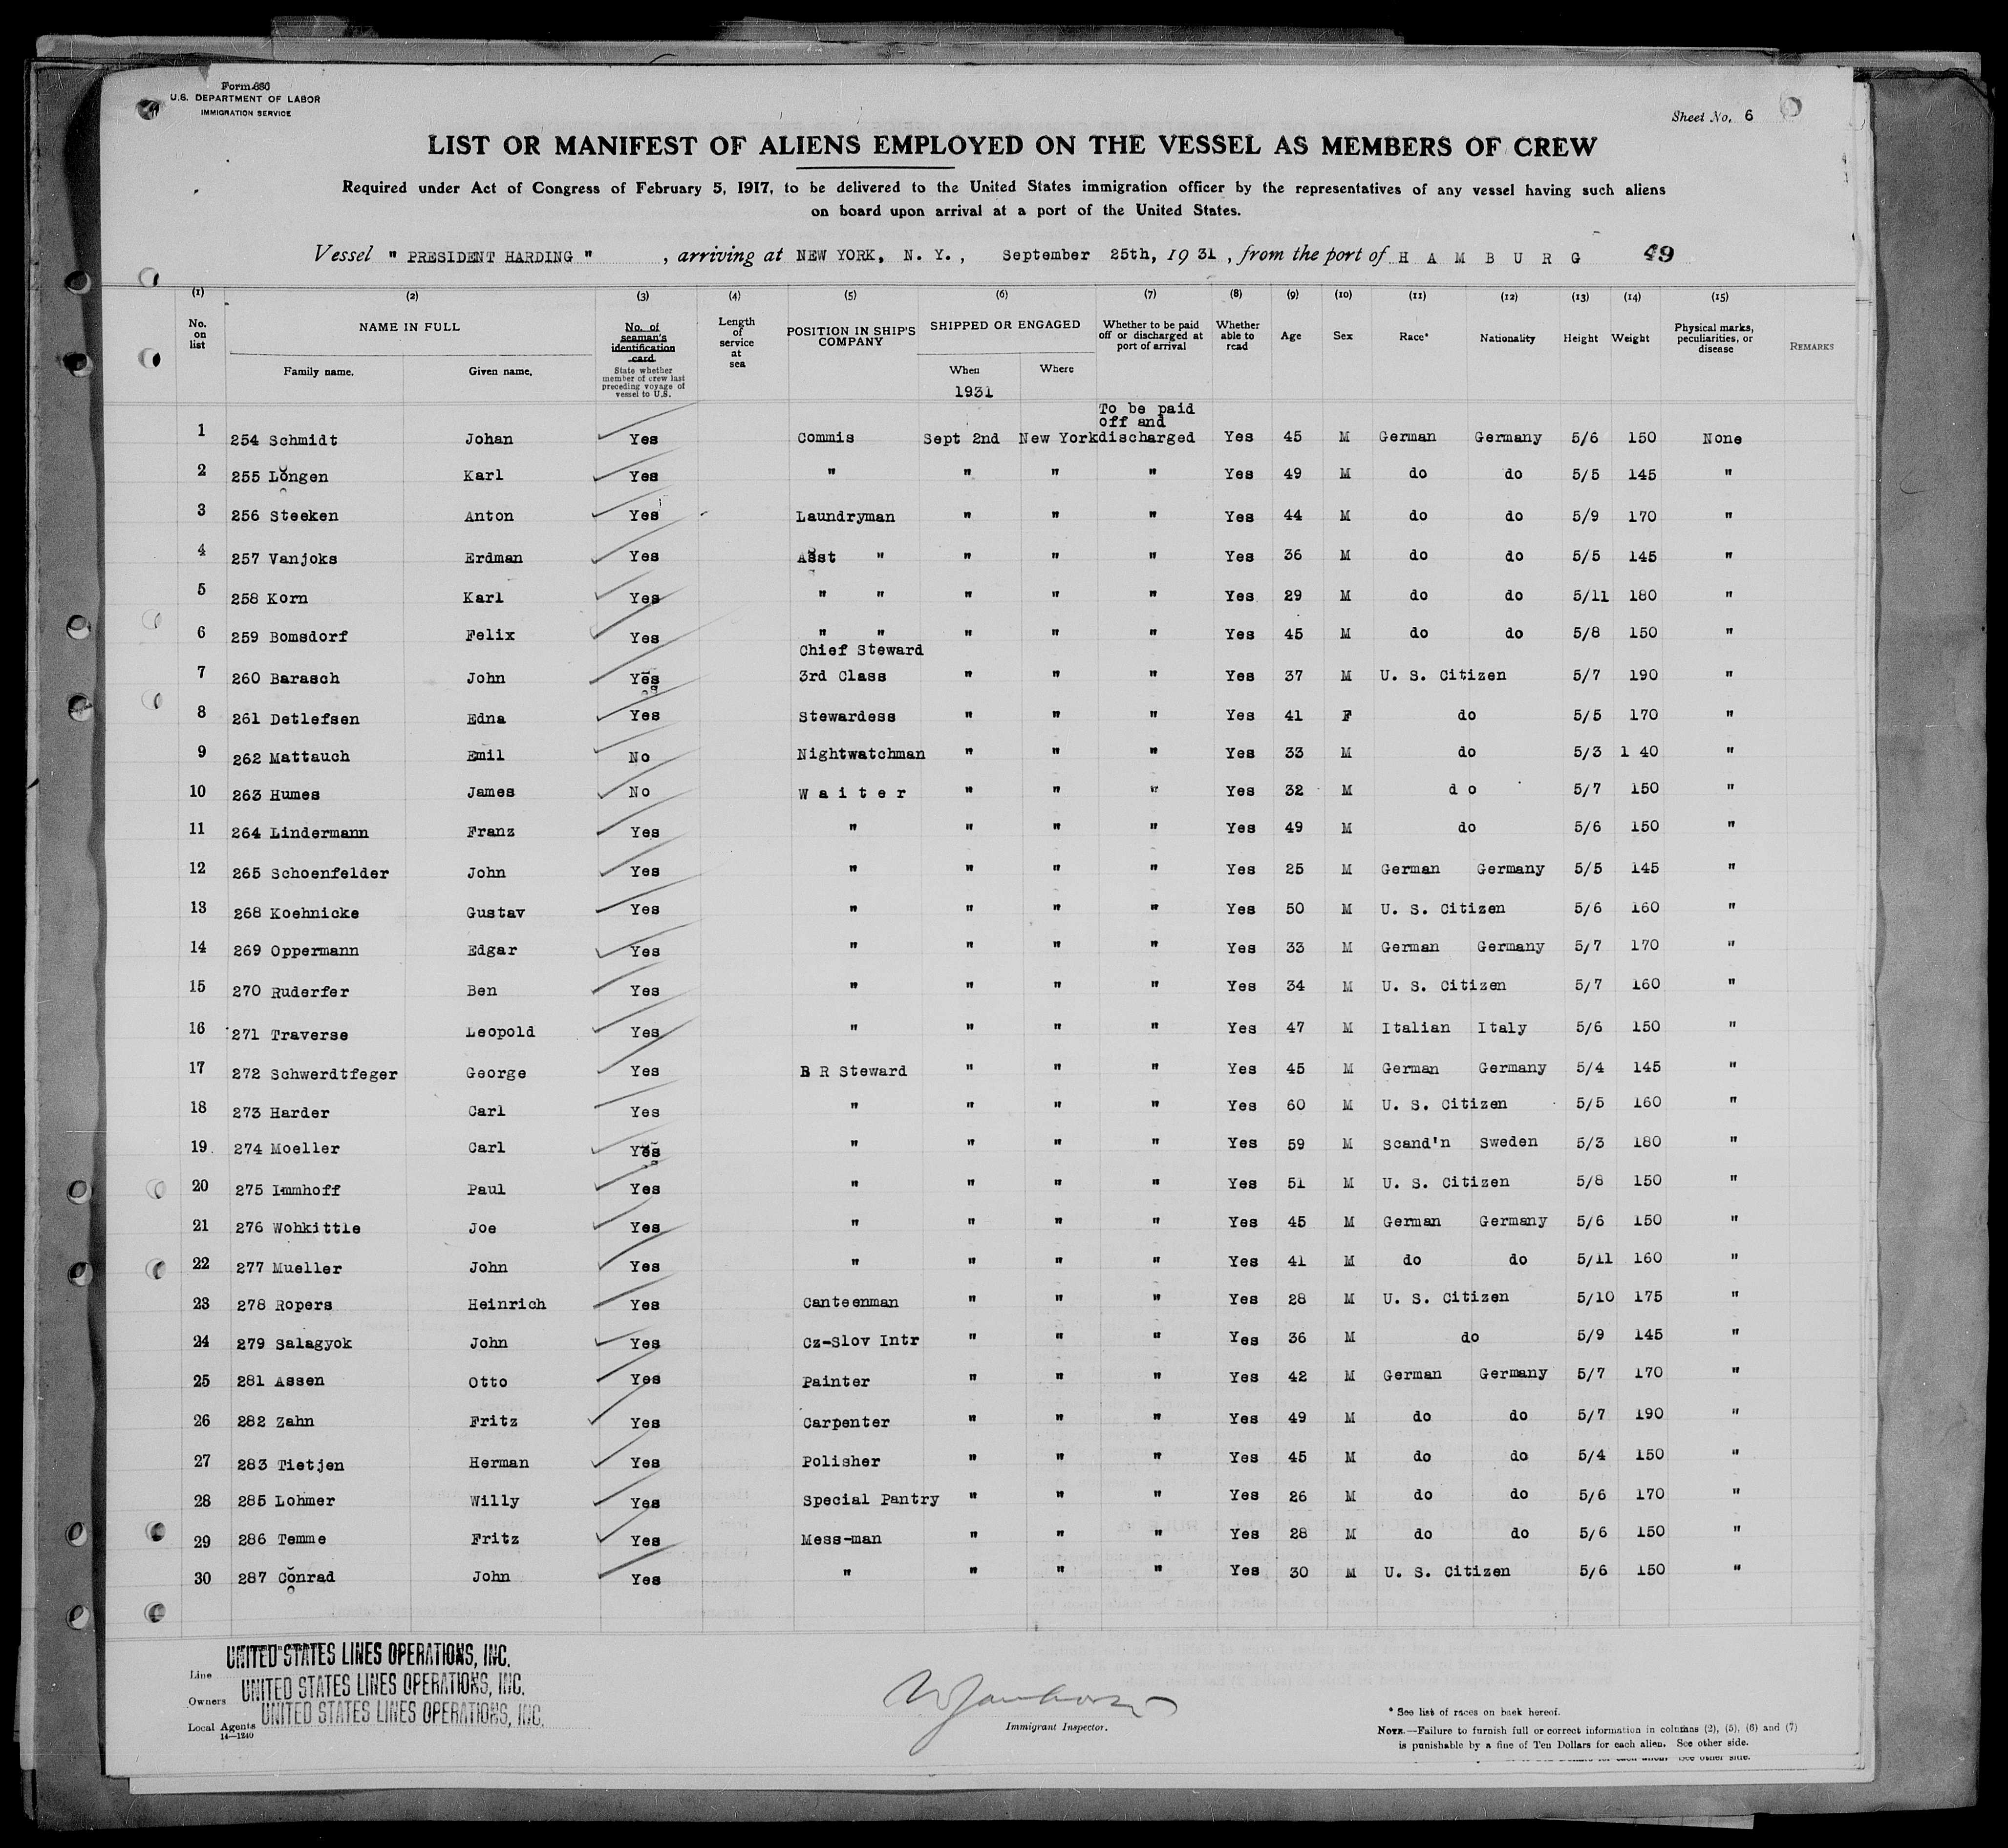 Form 680
U.S. DEPARTMENT OF LABOR
IMMIGRATION SERVICE
Sheet No. 6
LIST OR MANIFEST OF ALIENS EMPLOYED ON THE VESSEL AS MEMBERS OF CREW
Required under Act of Congress of February 5, 1917, to be delivered to the United States immigration officer by the representatives of any vessel having such aliens
on board upon arrival at a port of the United States.
Vessel " PRESIDENT HARDING " , arriving at NEW YORK, N. Y., September 25th, 19 31, from the port of H A M B U R G 49
(1) (2) (3) (4) (5) (6) (7) (8) (9) (10) (11) (12) (13) (14) (15)
No. on list NAME IN FULL Family name. Given name. No. of seaman's identification card State whether member of crew last preceding voyage of vessel to U.S. Length of service at sea POSITION IN SHIP'S COMPANY SHIPPED OR ENGAGED When 1931 Where Whether to be paid off or discharged at port of arrival Whether able to read Age Sex Race* Nationality Height Weight Physical marks, peculiarities, or disease REMARKS
To be paid
off and
1 254 Schmidt Johan Yes Commis Sept 2nd New York discharged Yes 45 M German Germany 5/6 150 None
2 255 Longen Karl Yes " " " " Yes 49 M do do 5/5 145 "
3 256 Steeken Anton Yes Laundryman " " " Yes 44 M do do 5/9 170 "
4 257 Vanjoks Erdman Yes Asst " " " " Yes 36 M do do 5/5 145 "
5 258 Korn Karl Yes " " " " " Yes 29 M do do 5/11 180 "
6 259 Bomsdorf Felix Yes " " " " " Yes 45 M do do 5/8 150 "
Chief Steward
7 260 Barasch John Yes 3rd Class " " " Yes 37 M U. S. Citizen 5/7 190 "
8 261 Detlefsen Edna Yes Stewardess " " " Yes 41 F do 5/5 170 "
9 262 Mattauch Emil No Nightwatchman " " " Yes 33 M do 5/3 1 40 "
10 263 Humes James No W a i t e r " " " Yes 32 M d o 5/7 150 "
11 264 Lindermann Franz Yes " " " " Yes 49 M do 5/6 150 "
12 265 Schoenfelder John Yes " " " " Yes 25 M German Germany 5/5 145 "
13 268 Koehnicke Gustav Yes " " " " Yes 50 M U. S. Citizen 5/6 160 "
14 269 Oppermann Edgar Yes " " " " Yes 33 M German Germany 5/7 170 "
15 270 Ruderfer Ben Yes " " " " Yes 34 M U. S. Citizen 5/7 160 "
16 271 Traverse Leopold Yes " " " " Yes 47 M Italian Italy 5/6 150 "
17 272 Schwerdtfeger George Yes B R Steward " " " Yes 45 M German Germany 5/4 145 "
18 273 Harder Carl Yes " " " " Yes 60 M U. S. Citizen 5/5 160 "
19 274 Moeller Carl Yes " " " " Yes 59 M Scand'n Sweden 5/3 180 "
20 275 Immhoff Paul Yes " " " " Yes 51 M U. S. Citizen 5/8 150 "
21 276 Wohkittle Joe Yes " " " " Yes 45 M German Germany 5/6 150 "
22 277 Mueller John Yes " " " " Yes 41 M do do 5/11 160 "
23 278 Ropers Heinrich Yes Canteenman " " " Yes 28 M U. S. Citizen 5/10 175 "
24 279 Salagyok John Yes Cz-Slov Intr " " " Yes 36 M do 5/9 145 "
25 281 Assen Otto Yes Painter " " " Yes 42 M German Germany 5/7 170 "
26 282 Zahn Fritz Yes Carpenter " " " Yes 49 M do do 5/7 190 "
27 283 Tietjen Herman Yes Polisher " " " Yes 45 M do do 5/4 150 "
28 285 Lohmer Willy Yes Special Pantry " " " Yes 26 M do do 5/6 170 "
29 286 Temme Fritz Yes Mess-man " " " Yes 28 M do do 5/6 150 "
30 287 Conrad John Yes " " " " Yes 30 M U. S. Citizen 5/6 150 "
Line UNITED STATES LINES OPERATIONS, INC.
Owners UNITED STATES LINES OPERATIONS, INC.
Local Agents UNITED STATES LINES OPERATIONS, INC.
14—1240
Immigrant Inspector.
* See list of races on back hereof.
NOTE.—Failure to furnish full or correct information in columns (2), (5), (6) and (7)
is punishable by a fine of Ten Dollars for each alien. See other side.